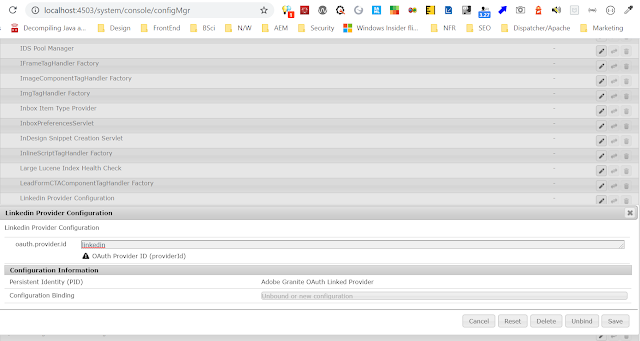 localhost:4503/system/console/configMgr
1
1.22
Decompiling Java a... Design FrontEnd BSci N/W AEM Security Windows Insider fli... NFR SEO Dispatcher/Apache Marketing
IDS Pool Manager -
IFrameTagHandler Factory
ImageComponentTagHandler Factory -
ImgTagHandler Factory -
Inbox Item Type Provider -
InboxPreferencesServlet -
InDesign Snippet Creation Servlet -
InlineScriptTagHandler Factory -
Large Lucene Index Health Check -
LeadFormCTAComponentTagHandler Factory -
Linkedin Provider Configuration -
Linkedin Provider Configuration
Linkedin Provider Configuration
oauth.provider.id linkedin
OAuth Provider ID (providerId)
Configuration Information
Persistent Identity (PID) Adobe Granite OAuth Linked Provider
Configuration Binding Unbound or new configuration
Cancel Reset Delete Unbind Save